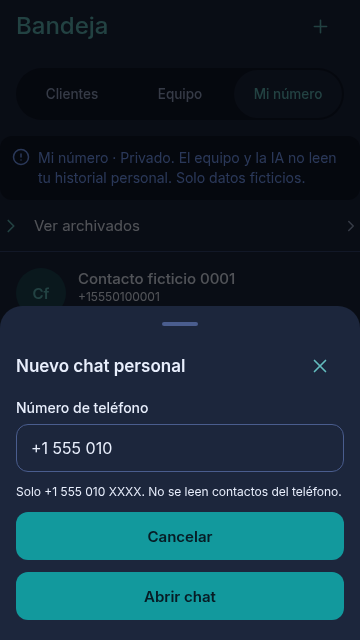 Bandeja
Clientes
Equipo
Mi número
Mi número · Privado. El equipo y la IA no leen
tu historial personal. Solo datos ficticios.
Ver archivados
Contacto ficticio 0001
Cf
+15550100001
Nuevo chat personal
Número de teléfono
+1 555 010
Solo +1 555 010 XXXX. No se leen contactos del teléfono.
Cancelar
Abrir chat